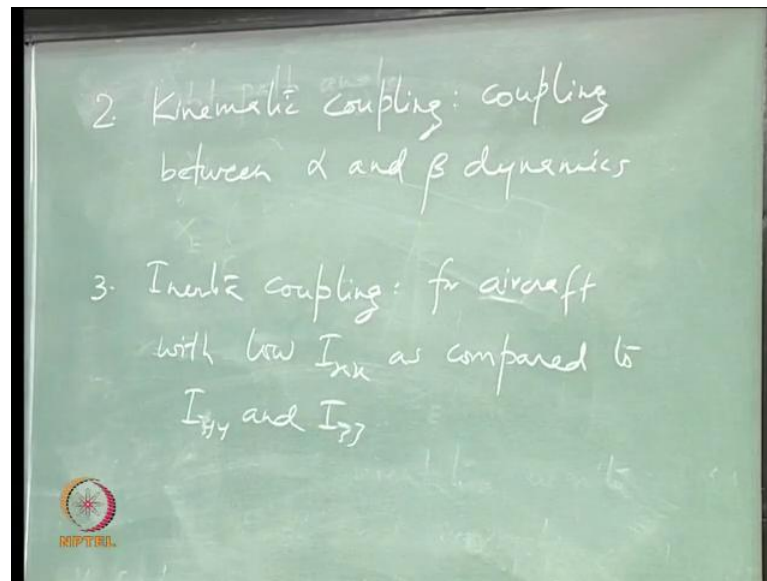 2. Kinematic coupling: coupling
between α and β dynamics
3. Inertia coupling: for aircraft
with low Ixx as compared to
Iyy and Izz
NPTEL